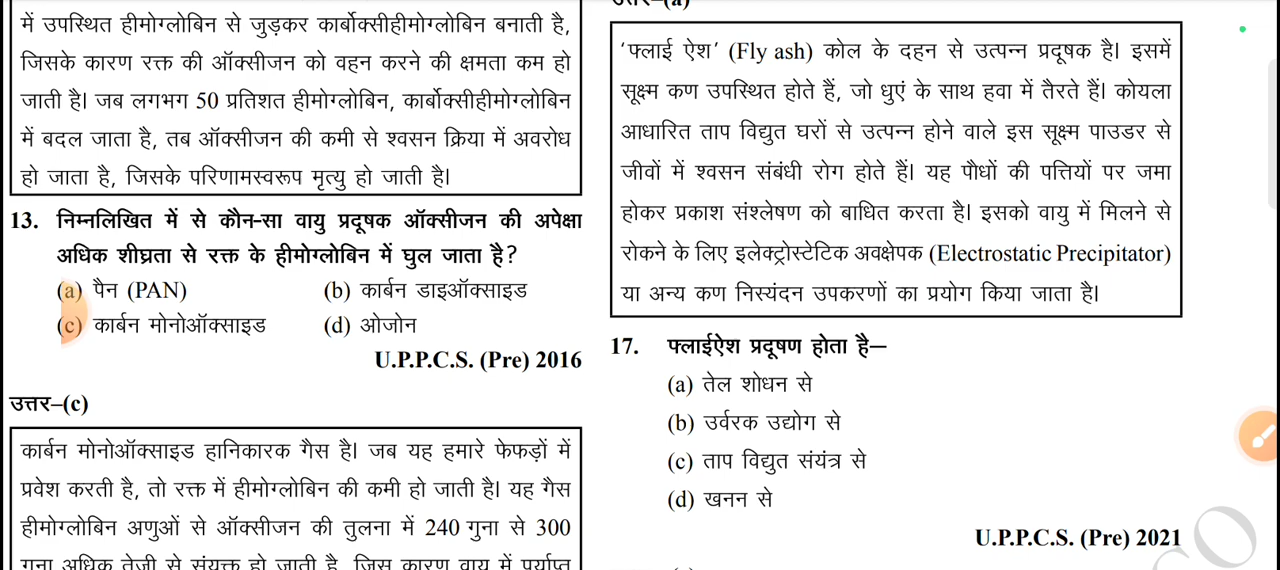 में उपस्थित हीमोग्लोबिन से जुड़कर कार्बोक्सीहीमोग्लोबिन बनाती है,
जिसके कारण रक्त की ऑक्सीजन को वहन करने की क्षमता कम हो
जाती है। जब लगभग 50 प्रतिशत हीमोग्लोबिन, कार्बोक्सीहीमोग्लोबिन
में बदल जाता है, तब ऑक्सीजन की कमी से श्वसन क्रिया में अवरोध
हो जाता है, जिसके परिणामस्वरूप मृत्यु हो जाती है।
13. निम्नलिखित में से कौन-सा वायु प्रदूषक ऑक्सीजन की अपेक्षा
अधिक शीघ्रता से रक्त के हीमोग्लोबिन में घुल जाता है?
(a) पैन (PAN) (b) कार्बन डाइऑक्साइड
(c) कार्बन मोनोऑक्साइड (d) ओजोन
U.P.P.C.S. (Pre) 2016
उत्तर–(c)
कार्बन मोनोऑक्साइड हानिकारक गैस है। जब यह हमारे फेफड़ों में
प्रवेश करती है, तो रक्त में हीमोग्लोबिन की कमी हो जाती है। यह गैस
हीमोग्लोबिन अणुओं से ऑक्सीजन की तुलना में 240 गुना से 300
गुना अधिक तेजी से संयुक्त हो जाती है, जिस कारण वायु में पर्याप्त
उत्तर–(a)
‘फ्लाई ऐश’ (Fly ash) कोल के दहन से उत्पन्न प्रदूषक है। इसमें
सूक्ष्म कण उपस्थित होते हैं, जो धुएं के साथ हवा में तैरते हैं। कोयला
आधारित ताप विद्युत घरों से उत्पन्न होने वाले इस सूक्ष्म पाउडर से
जीवों में श्वसन संबंधी रोग होते हैं। यह पौधों की पत्तियों पर जमा
होकर प्रकाश संश्लेषण को बाधित करता है। इसको वायु में मिलने से
रोकने के लिए इलेक्ट्रोस्टेटिक अवक्षेपक (Electrostatic Precipitator)
या अन्य कण निस्यंदन उपकरणों का प्रयोग किया जाता है।
17. फ्लाईऐश प्रदूषण होता है—
(a) तेल शोधन से
(b) उर्वरक उद्योग से
(c) ताप विद्युत संयंत्र से
(d) खनन से
U.P.P.C.S. (Pre) 2021